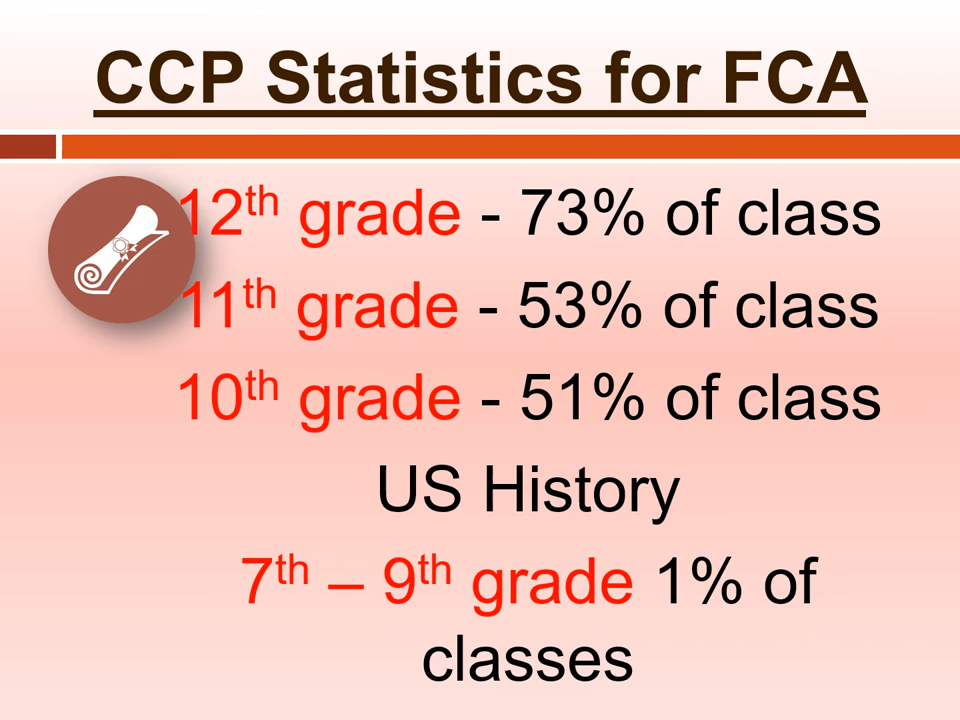 CCP Statistics for FCA
12th grade - 73% of class
11th grade - 53% of class
10th grade - 51% of class
US History
7th – 9th grade 1% of
classes